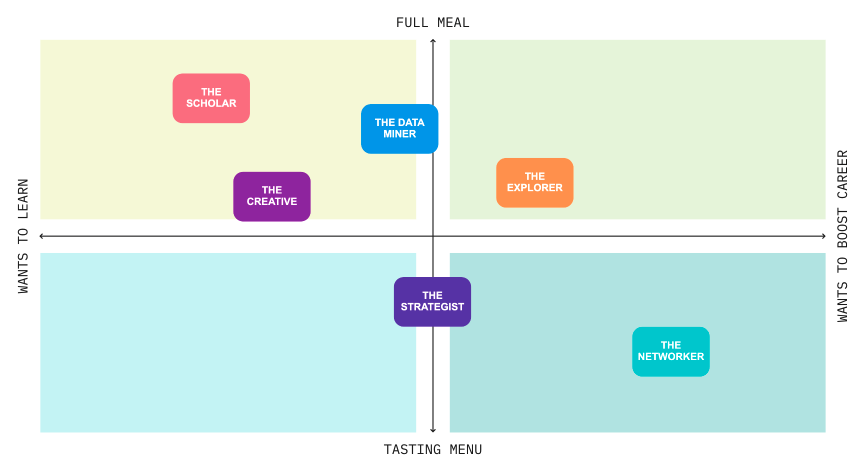 FULL MEAL
THE
SCHOLAR
THE DATA
MINER
THE
EXPLORER
THE
CREATIVE
WANTS TO LEARN
WANTS TO BOOST CAREER
THE
STRATEGIST
THE
NETWORKER
TASTING MENU